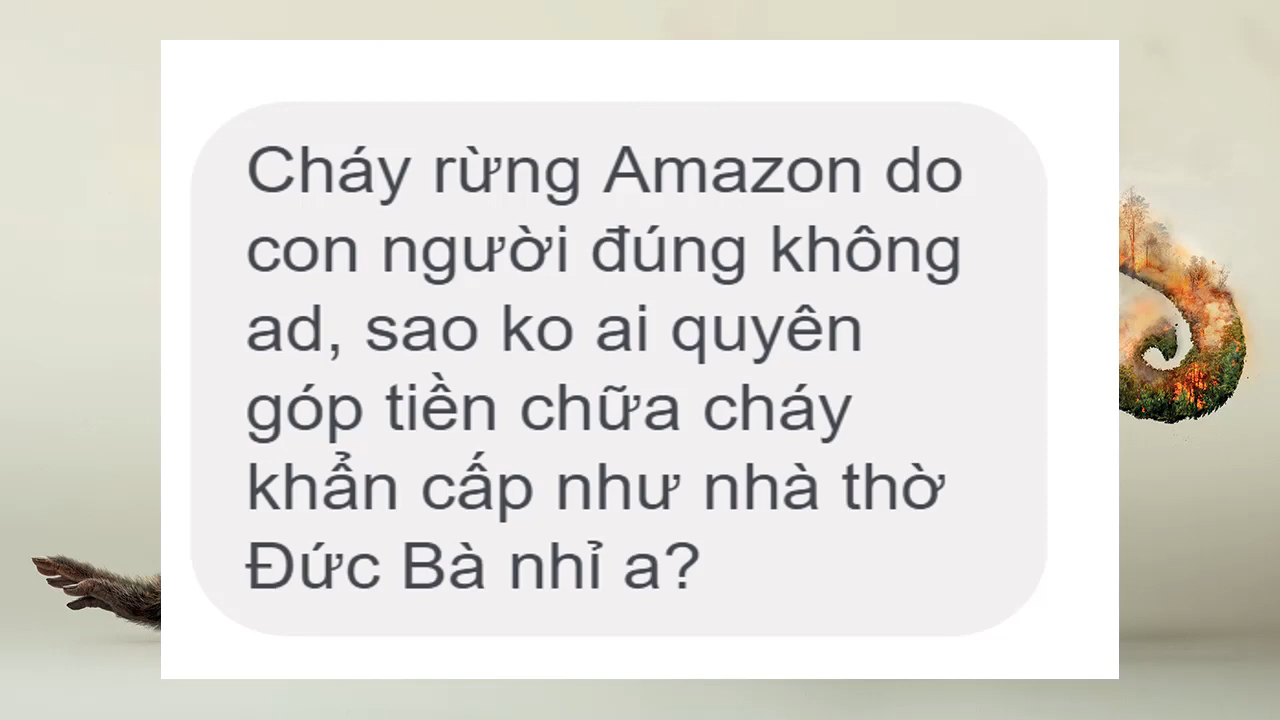 Cháy rừng Amazon do
con người đúng không
ad, sao ko ai quyên
góp tiền chữa cháy
khẩn cấp như nhà thờ
Đức Bà nhỉ a?